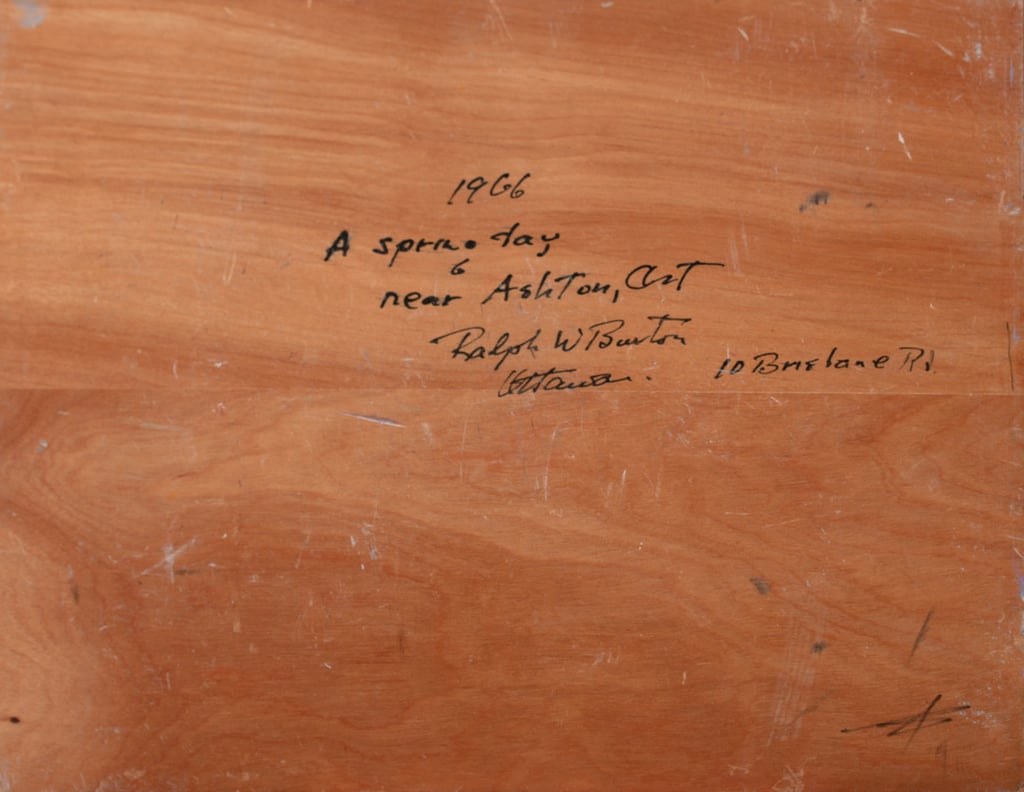 1966
A spring day
near Ashton, Ont
Ralph W Burton
Ottawa. 10 Brisbane Rd.